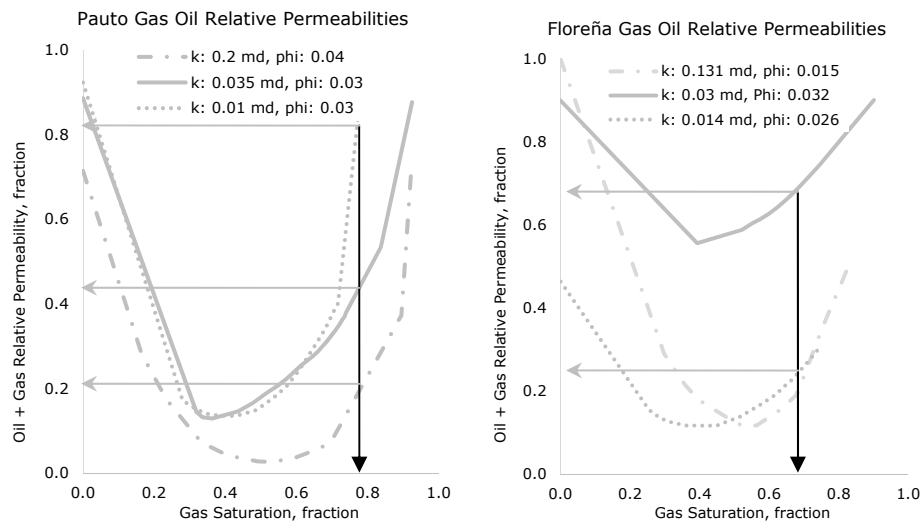 Pauto Gas Oil Relative Permeabilities
k: 0.2 md, phi: 0.04
k: 0.035 md, phi: 0.03
k: 0.01 md, phi: 0.03
Oil + Gas Relative Permeability, fraction
1.0
0.8
0.6
0.4
0.2
0.0
0.0 0.2 0.4 0.6 0.8 1.0
Gas Saturation, fraction
Floreña Gas Oil Relative Permeabilities
k: 0.131 md, phi: 0.015
k: 0.03 md, Phi: 0.032
k: 0.014 md, phi: 0.026
Oil + Gas Relative Permeability, fraction
1.0
0.8
0.6
0.4
0.2
0.0
0.0 0.2 0.4 0.6 0.8 1.0
Gas Saturation, fraction